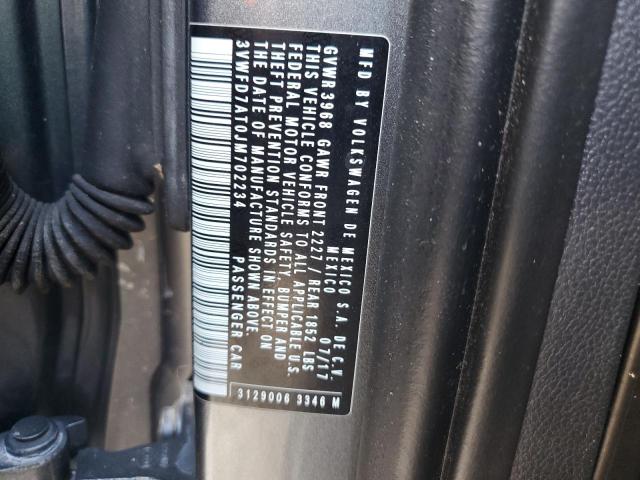 MFD BY VOLKSWAGEN DE MEXICO S.A. DE C.V.
MEXICO 07/17
GVWR 3968 GAWR FRONT 2227 / REAR 1852 LBS
THIS VEHICLE CONFORMS TO ALL APPLICABLE U.S.
FEDERAL MOTOR VEHICLE SAFETY, BUMPER AND
THEFT PREVENTION STANDARDS IN EFFECT ON
THE DATE OF MANUFACTURE SHOWN ABOVE.
3VWFD7AT0JM702234 PASSENGER CAR
3129006 3346 M